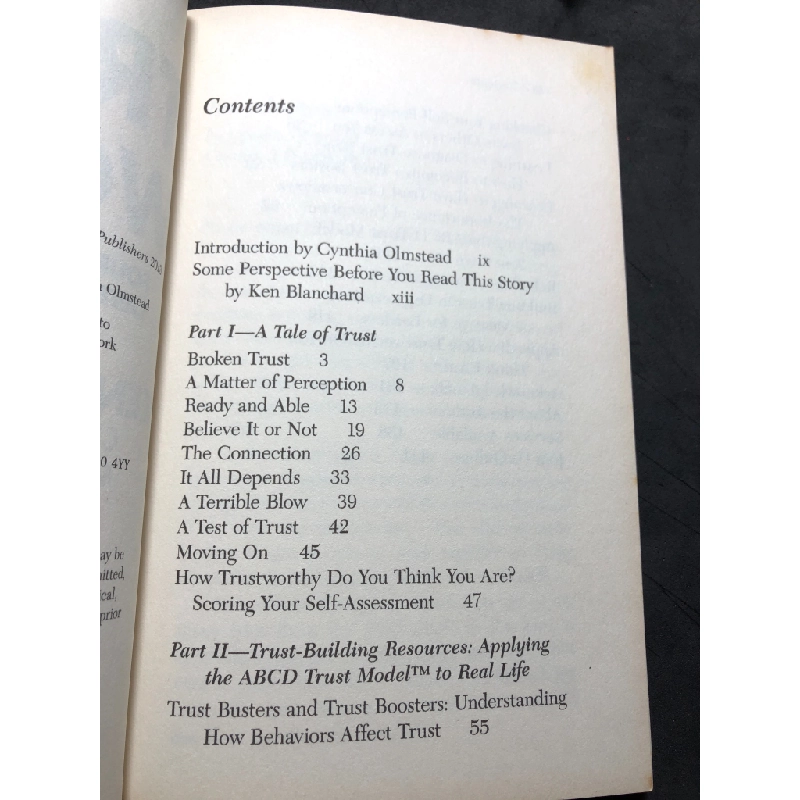 Publishers
Olmstead
to
ork
0 4YY
ay be
itted,
cal,
prior
Contents
Introduction by Cynthia Olmstead ix
Some Perspective Before You Read This Story
by Ken Blanchard xiii
Part I—A Tale of Trust
Broken Trust 3
A Matter of Perception 8
Ready and Able 13
Believe It or Not 19
The Connection 26
It All Depends 33
A Terrible Blow 39
A Test of Trust 42
Moving On 45
How Trustworthy Do You Think You Are?
Scoring Your Self-Assessment 47
Part II—Trust-Building Resources: Applying
the ABCD Trust Model™ to Real Life
Trust Busters and Trust Boosters: Understanding
How Behaviors Affect Trust 55